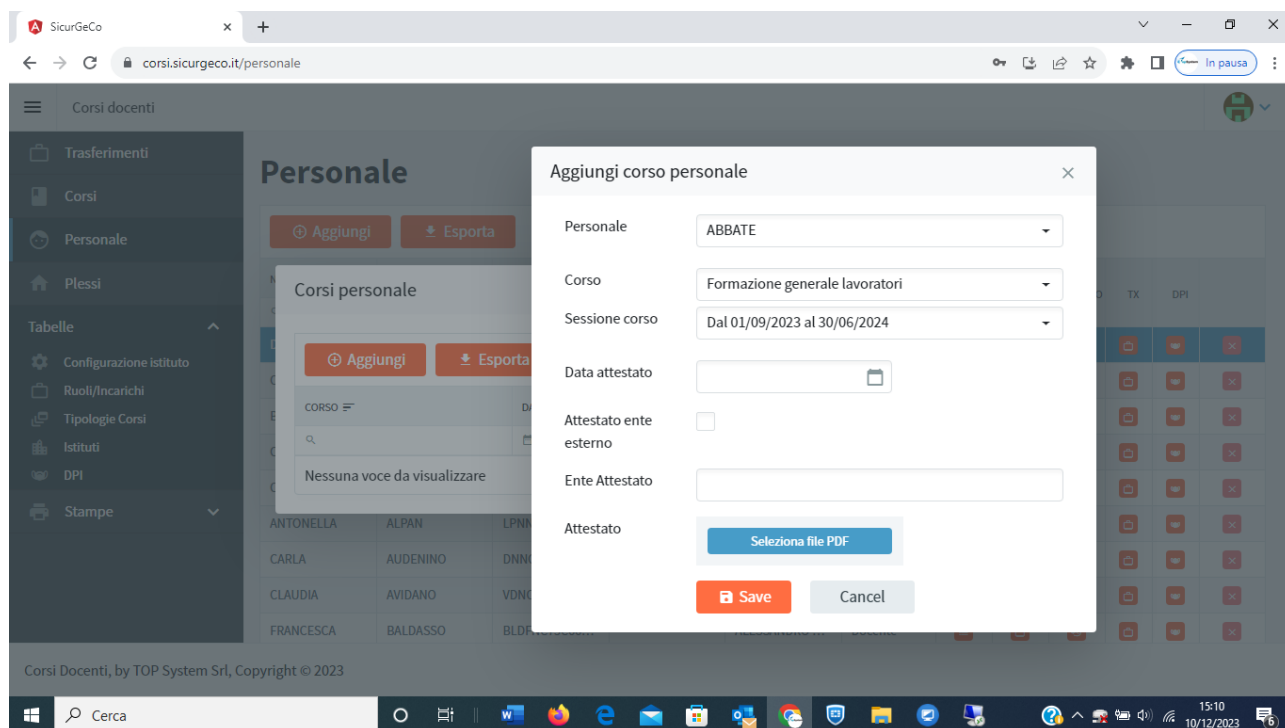 SicurGeCo
corsi.sicurgeco.it/personale
In pausa
Corsi docenti
Trasferimenti
Corsi
Personale
Plessi
Tabelle
Configurazione istituto
Ruoli/Incarichi
Tipologie Corsi
Istituti
DPI
Stampe
Personale
Aggiungi
Esporta
TX DPI
Corsi personale
Aggiungi
Esporta
CORSO
Nessuna voce da visualizzare
ANTONELLA ALPAN
CARLA AUDENINO
CLAUDIA AVIDANO
FRANCESCA BALDASSO
Aggiungi corso personale
Personale ABBATE
Corso Formazione generale lavoratori
Sessione corso Dal 01/09/2023 al 30/06/2024
Data attestato
Attestato ente
esterno
Ente Attestato
Attestato Seleziona file PDF
Save Cancel
Corsi Docenti, by TOP System Srl, Copyright © 2023
Cerca
15:10
10/12/2023